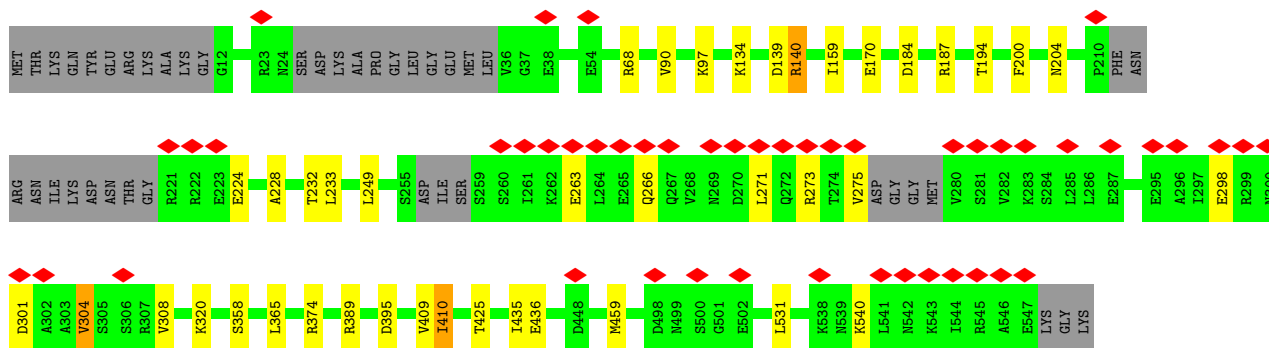 MET THR LYS GLN TYR GLU ARG LYS ALA LYS GLY G12 R23 N24 SER ASP LYS ALA PRO GLY LEU GLY GLU MET LEU V36 G37 E38 E54 R68 V90 K97 K134 D139 R140 I159 E170 D184 R187 T194 F200 N204 P210 PHE ASN
ARG ASN ILE LYS ASP ASN THR GLY R221 R222 E223 E224 A228 T232 L233 L249 S255 ASP ILE SER S259 S260 I261 K262 E263 L264 E265 Q266 Q267 V268 N269 D270 L271 Q272 R273 T274 V275 ASP GLY GLY MET V280 S281 V282 K283 S284 L285 L286 E287 E295 A296 I297 E298 R299 N300
D301 A302 A303 V304 S305 S306 R307 V308 K320 S358 L365 R374 R389 D395 V409 I410 T425 I435 E436 D448 M459 D498 N499 S500 G501 E502 L531 K538 N539 K540 L541 N542 K543 I544 R545 A546 E547 LYS GLY LYS